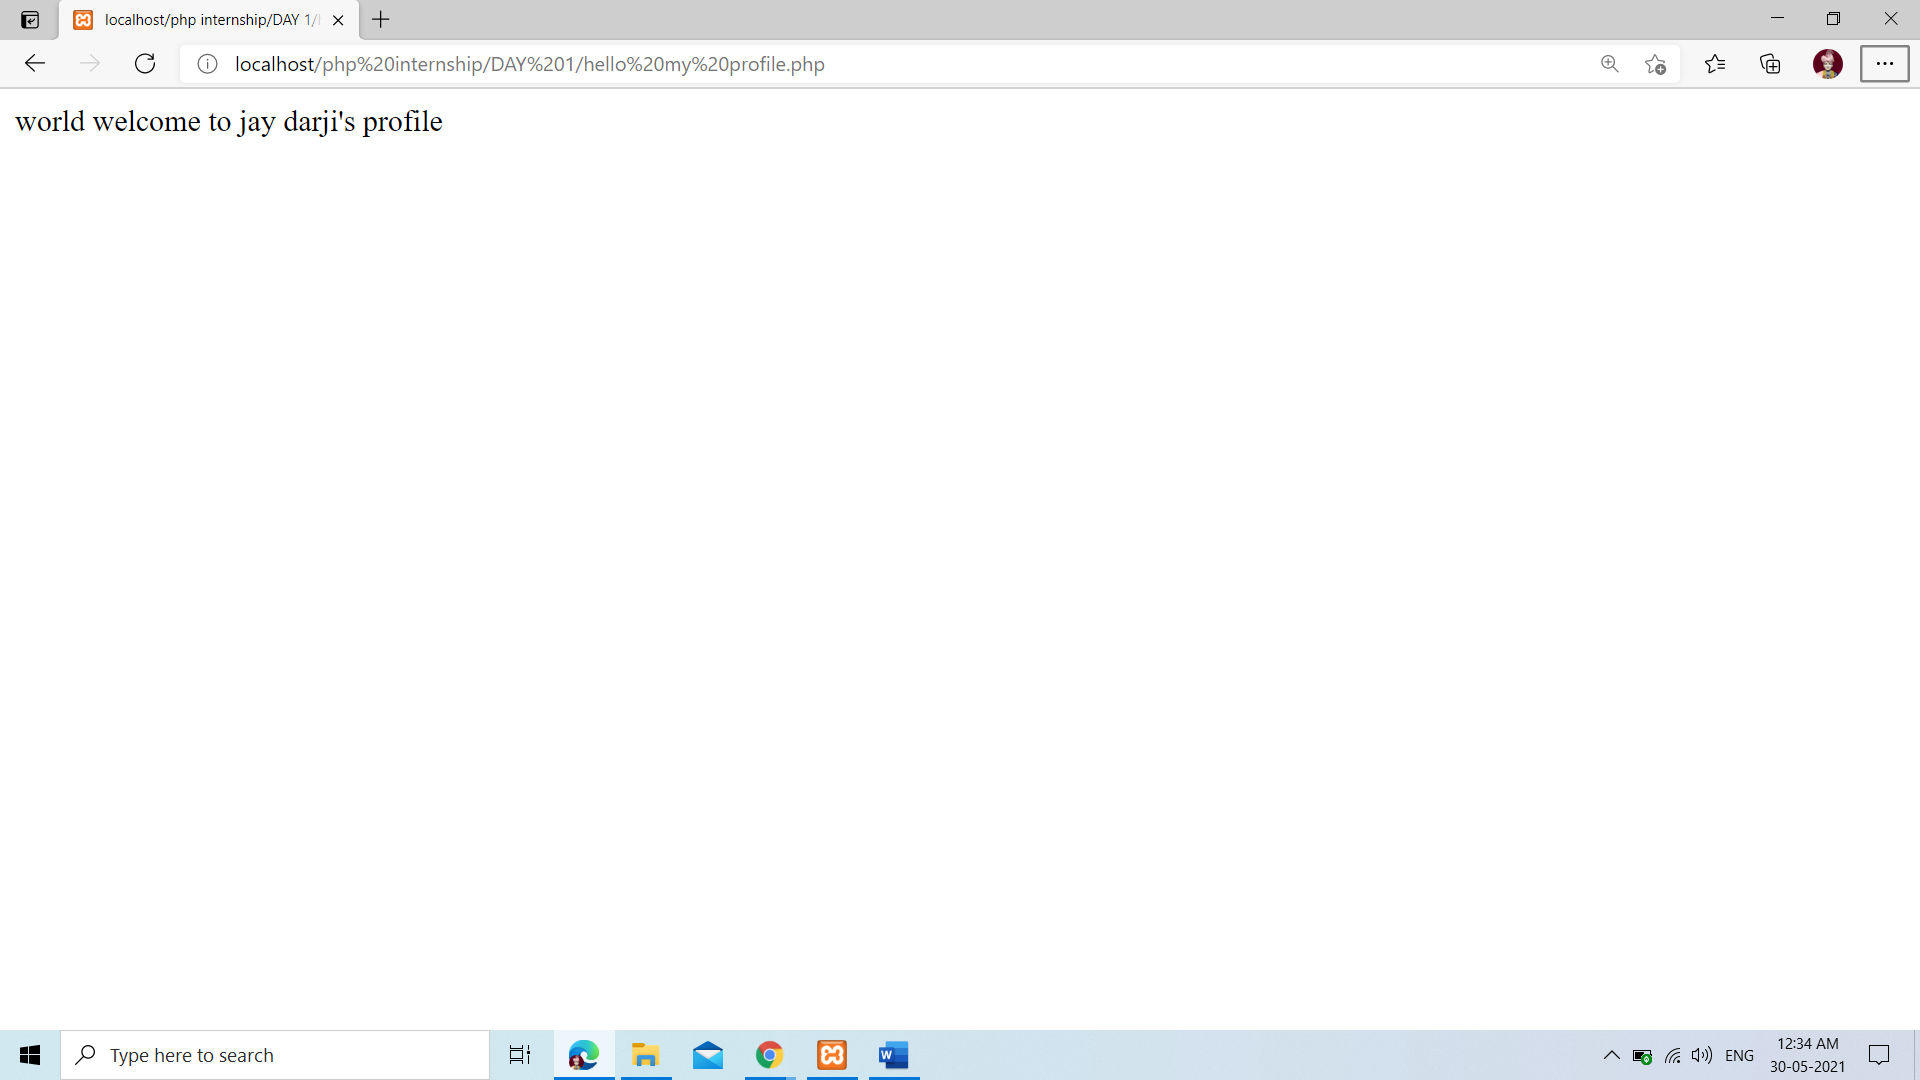 localhost/php internship/DAY 1/
localhost/php%20internship/DAY%201/hello%20my%20profile.php
world welcome to jay darji's profile
Type here to search
ENG
12:34 AM
30-05-2021